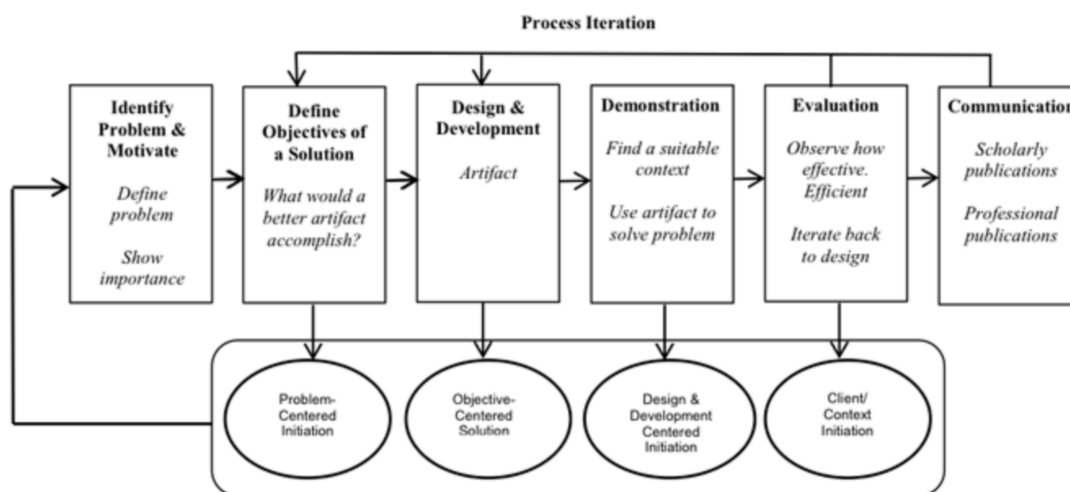 Process Iteration
Identify
Problem &
Motivate
Define
problem
Show
importance
Define
Objectives of
a Solution
What would a
better artifact
accomplish?
Design &
Development
Artifact
Demonstration
Find a suitable
context
Use artifact to
solve problem
Evaluation
Observe how
effective.
Efficient
Iterate back
to design
Communication
Scholarly
publications
Professional
publications
Problem-
Centered
Initiation
Objective-
Centered
Solution
Design &
Development
Centered
Initiation
Client/
Context
Initiation